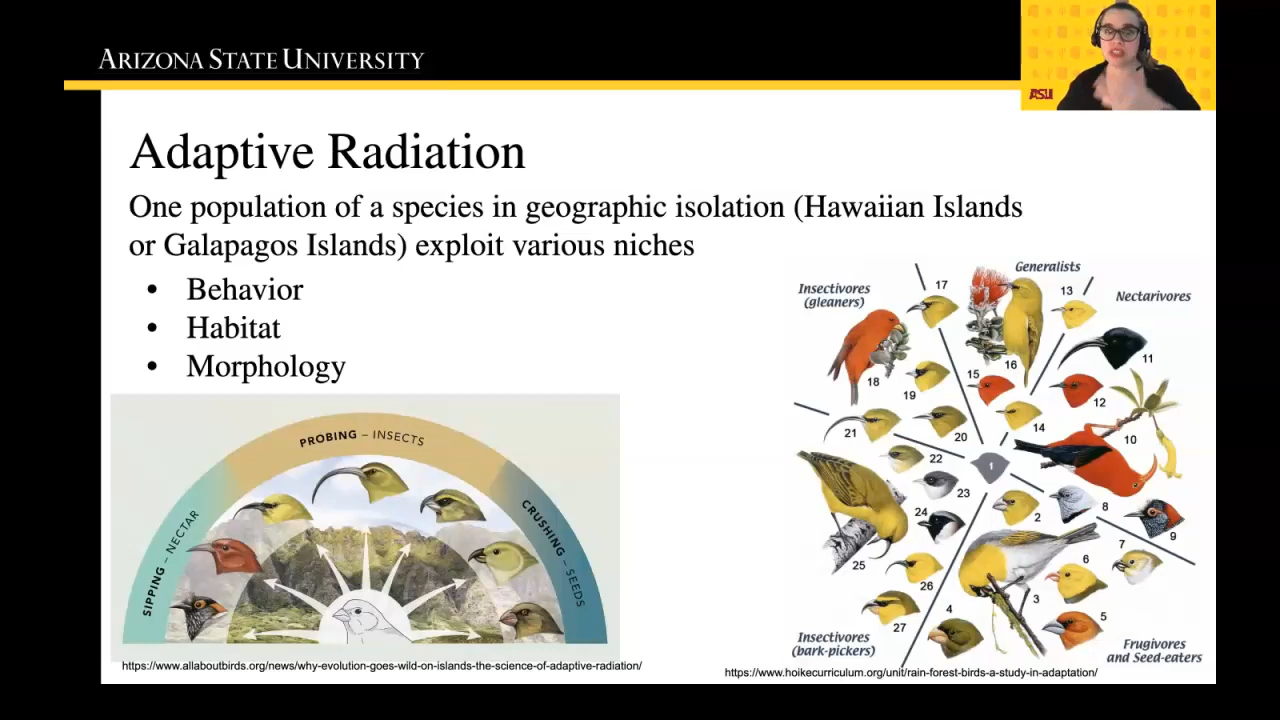 ARIZONA STATE UNIVERSITY
ASU
Adaptive Radiation
One population of a species in geographic isolation (Hawaiian Islands
or Galapagos Islands) exploit various niches
• Behavior
• Habitat
• Morphology
SIPPING – NECTAR
PROBING – INSECTS
CRUSHING – SEEDS
https://www.allaboutbirds.org/news/why-evolution-goes-wild-on-islands-the-science-of-adaptive-radiation/
Generalists
Insectivores
(gleaners)
Nectarivores
17
13
11
16
15
18
12
19
14
10
21
20
22
1
23
2
8
24
9
7
25
6
26
3
27
4
5
Insectivores
(bark-pickers)
Frugivores
and Seed-eaters
https://www.hoikecurriculum.org/unit/rain-forest-birds-a-study-in-adaptation/